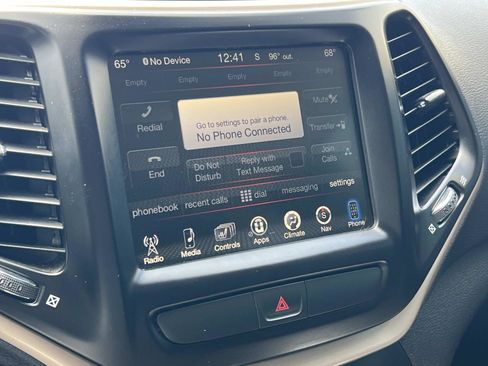 65° No Device 12:41 S 96° out. 68°
Empty Empty Empty Empty Empty Empty
Redial
Go to settings to pair a phone.
No Phone Connected
Mute
Transfer
End
Do Not Disturb
Reply with Text Message
Join Calls
phonebook recent calls dial messaging settings
Radio Media Controls Apps Climate Nav Phone
S